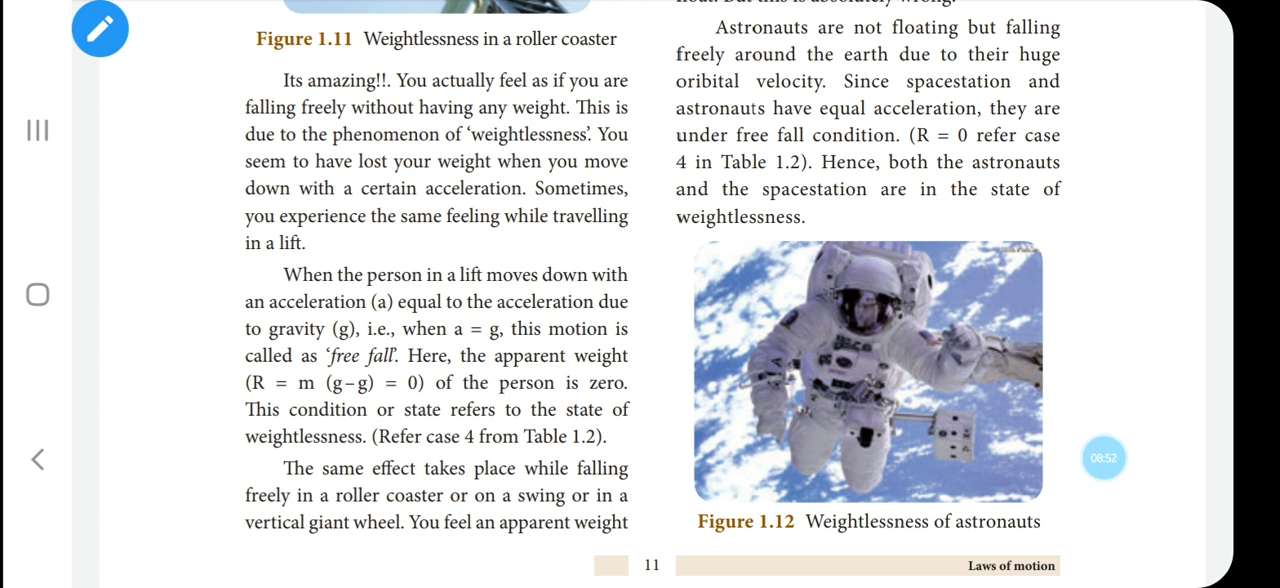 Figure 1.11 Weightlessness in a roller coaster
Its amazing!!. You actually feel as if you are
falling freely without having any weight. This is
due to the phenomenon of ‘weightlessness’. You
seem to have lost your weight when you move
down with a certain acceleration. Sometimes,
you experience the same feeling while travelling
in a lift.
When the person in a lift moves down with
an acceleration (a) equal to the acceleration due
to gravity (g), i.e., when a = g, this motion is
called as ‘free fall’. Here, the apparent weight
(R = m (g–g) = 0) of the person is zero.
This condition or state refers to the state of
weightlessness. (Refer case 4 from Table 1.2).
The same effect takes place while falling
freely in a roller coaster or on a swing or in a
vertical giant wheel. You feel an apparent weight
Astronauts are not floating but falling
freely around the earth due to their huge
oribital velocity. Since spacestation and
astronauts have equal acceleration, they are
under free fall condition. (R = 0 refer case
4 in Table 1.2). Hence, both the astronauts
and the spacestation are in the state of
weightlessness.
Figure 1.12 Weightlessness of astronauts
11
Laws of motion
08:52